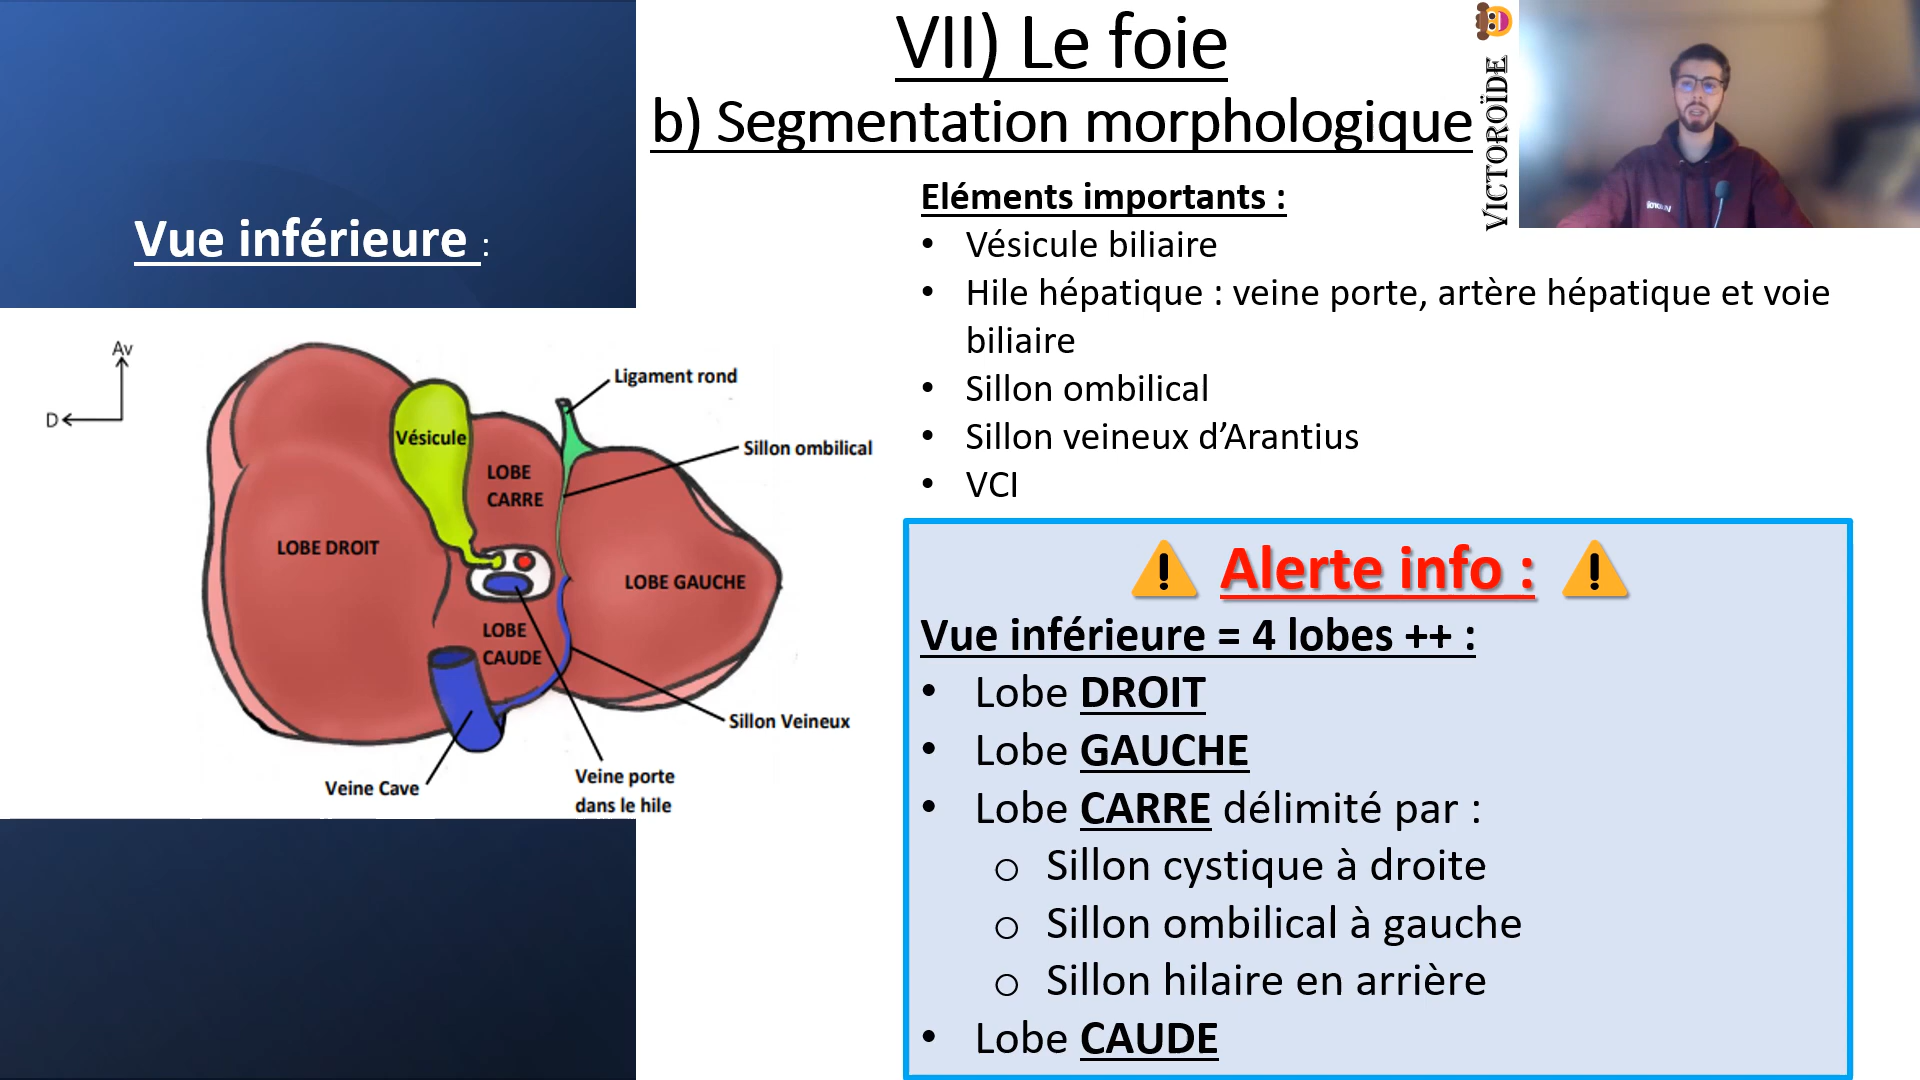 VII) Le foie
b) Segmentation morphologique
VICTOROÏDE
Vue inférieure :
Eléments importants :
• Vésicule biliaire
• Hile hépatique : veine porte, artère hépatique et voie
biliaire
• Sillon ombilical
• Sillon veineux d’Arantius
• VCI
Av
D
Ligament rond
Vésicule
Sillon ombilical
LOBE
CARRE
LOBE DROIT
LOBE GAUCHE
LOBE
CAUDE
Sillon Veineux
Veine Cave
Veine porte
dans le hile
Alerte info :
Vue inférieure = 4 lobes ++ :
• Lobe DROIT
• Lobe GAUCHE
• Lobe CARRE délimité par :
o Sillon cystique à droite
o Sillon ombilical à gauche
o Sillon hilaire en arrière
• Lobe CAUDE